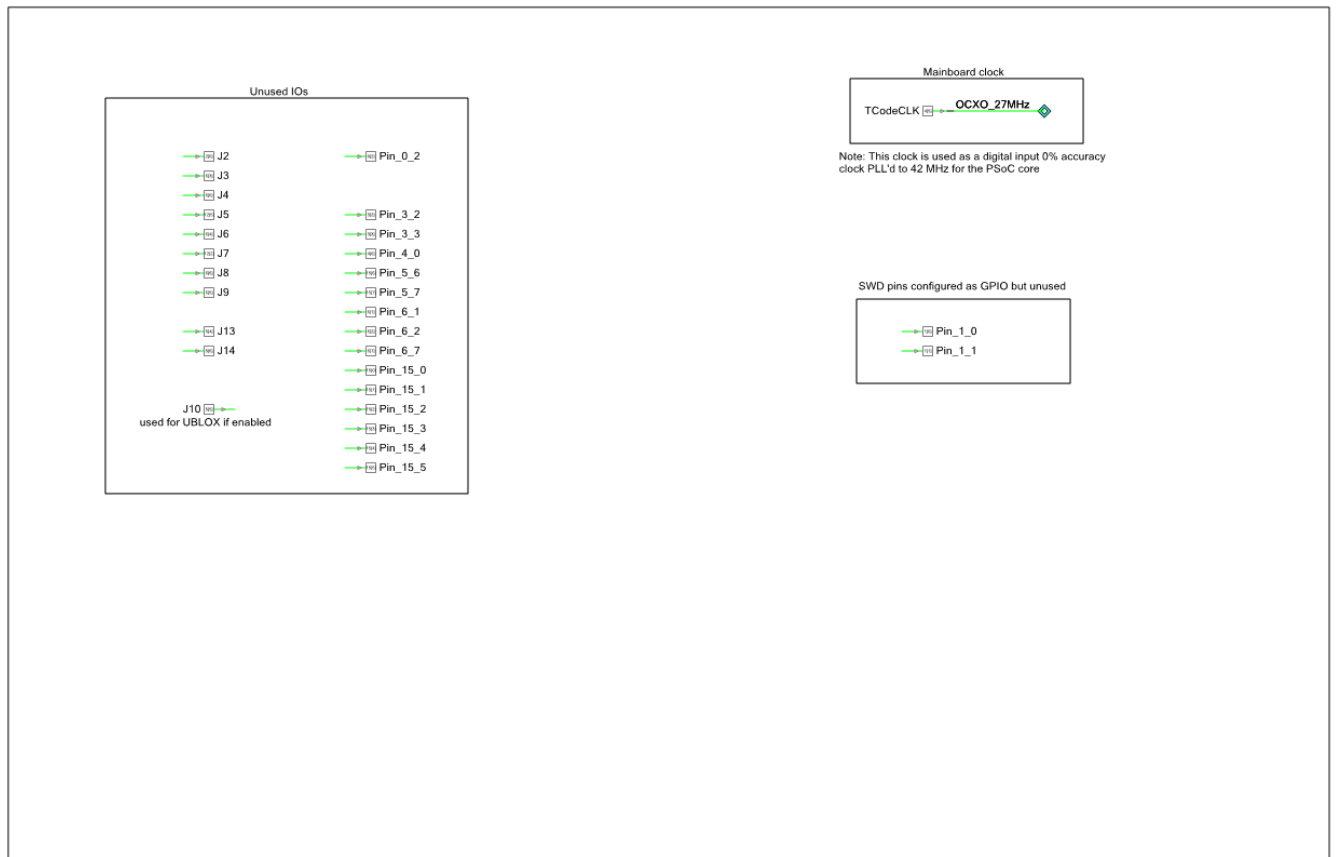 Unused IOs
J2
J3
J4
J5
J6
J7
J8
J9
J13
J14
J10
used for UBLOX if enabled
Pin_0_2
Pin_3_2
Pin_3_3
Pin_4_0
Pin_5_6
Pin_5_7
Pin_6_1
Pin_6_2
Pin_6_7
Pin_15_0
Pin_15_1
Pin_15_2
Pin_15_3
Pin_15_4
Pin_15_5
Mainboard clock
TCodeCLK
OCXO_27MHz
Note: This clock is used as a digital input 0% accuracy
clock PLL'd to 42 MHz for the PSoC core
SWD pins configured as GPIO but unused
Pin_1_0
Pin_1_1